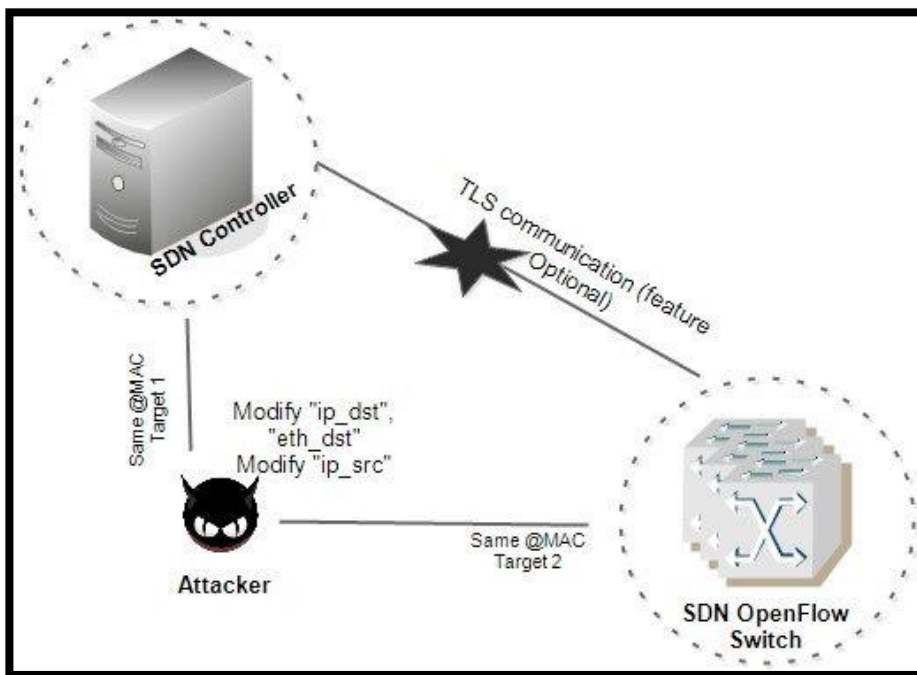 SDN Controller
TLS communication (feature
Optional)
Same @MAC
Target 1
Modify "ip_dst",
"eth_dst"
Modify "ip_src"
Attacker
Same @MAC
Target 2
SDN OpenFlow
Switch